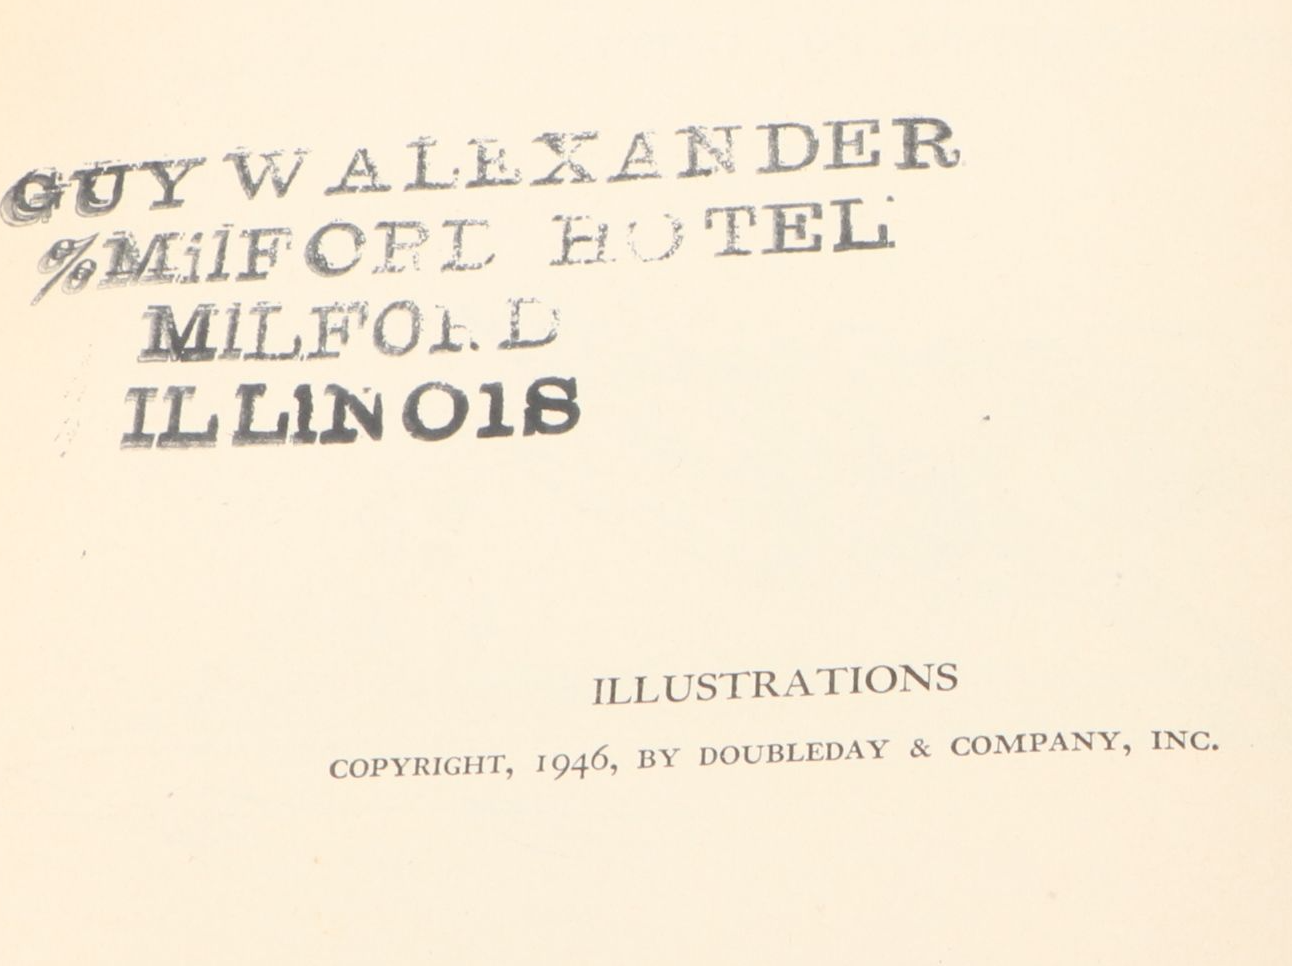 GUY W ALEXANDER
%MilFORD HOTEL
MiLFORD
ILLINOIS
ILLUSTRATIONS
COPYRIGHT, 1946, BY DOUBLEDAY & COMPANY, INC.